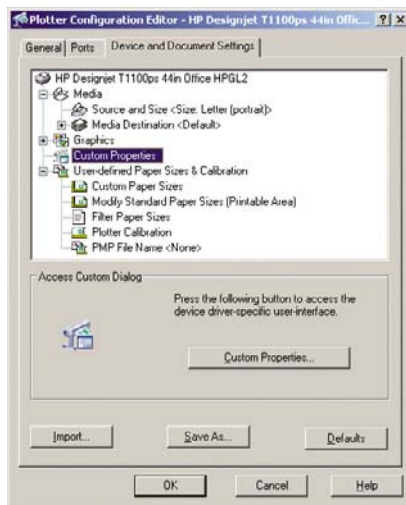 Plotter Configuration Editor - HP Designjet T1100ps 44in Offic...
General
Ports
Device and Document Settings
HP Designjet T1100ps 44in Office HPGL2
Media
Source and Size <Size: Letter (portrait)>
Media Destination <Default>
Graphics
Custom Properties
User-defined Paper Sizes & Calibration
Custom Paper Sizes
Modify Standard Paper Sizes (Printable Area)
Filter Paper Sizes
Plotter Calibration
PMP File Name <None>
Access Custom Dialog
Press the following button to access the
device driver-specific user-interface.
Custom Properties...
Import...
Save As...
Defaults
OK
Cancel
Help